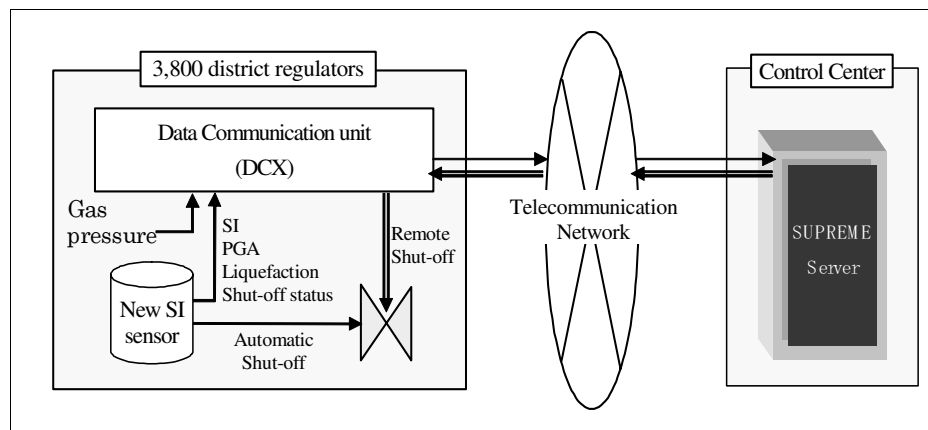 3,800 district regulators
Data Communication unit
(DCX)
Gas
pressure
SI
PGA
Liquefaction
Shut-off status
New SI
sensor
Automatic
Shut-off
Remote
Shut-off
Telecommunication
Network
Control Center
SUPREME
Server